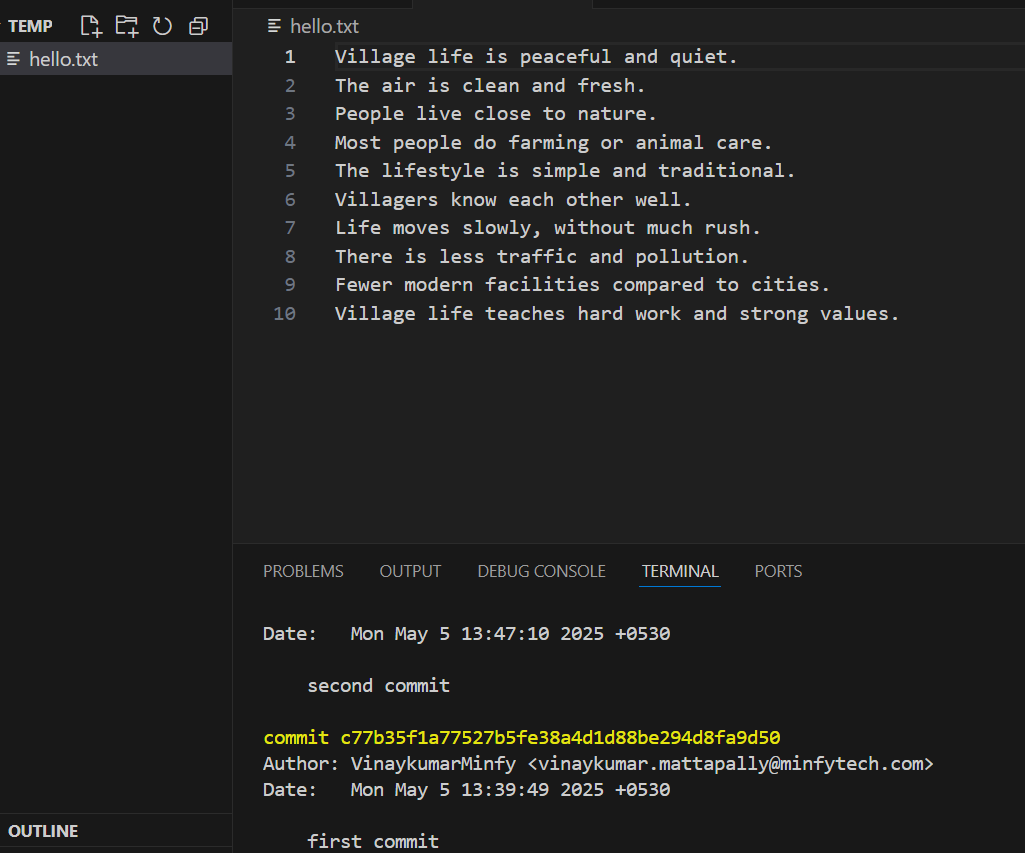 TEMP
hello.txt
OUTLINE
hello.txt
1 Village life is peaceful and quiet.
2 The air is clean and fresh.
3 People live close to nature.
4 Most people do farming or animal care.
5 The lifestyle is simple and traditional.
6 Villagers know each other well.
7 Life moves slowly, without much rush.
8 There is less traffic and pollution.
9 Fewer modern facilities compared to cities.
10 Village life teaches hard work and strong values.
PROBLEMS OUTPUT DEBUG CONSOLE TERMINAL PORTS
Date:   Mon May 5 13:47:10 2025 +0530
second commit
commit c77b35f1a77527b5fe38a4d1d88be294d8fa9d50
Author: VinaykumarMinfy <vinaykumar.mattapally@minfytech.com>
Date:   Mon May 5 13:39:49 2025 +0530
first commit